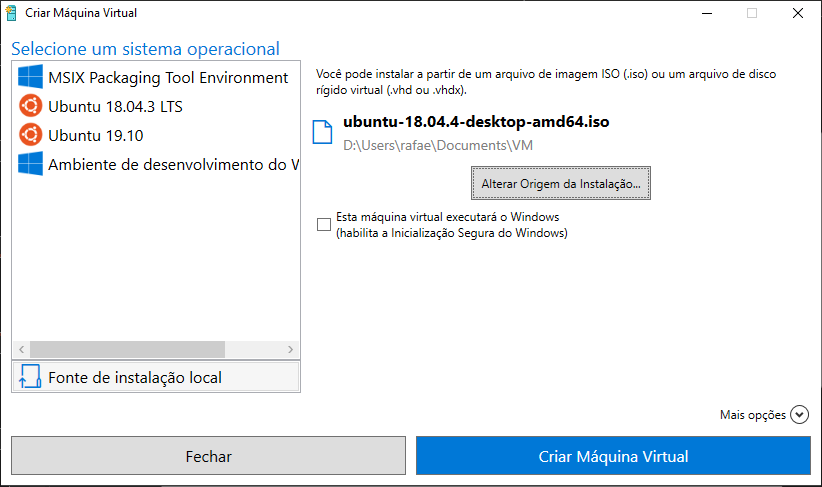 Criar Máquina Virtual
Selecione um sistema operacional
MSIX Packaging Tool Environment
Ubuntu 18.04.3 LTS
Ubuntu 19.10
Ambiente de desenvolvimento do W
Fonte de instalação local
Você pode instalar a partir de um arquivo de imagem ISO (.iso) ou um arquivo de disco
rígido virtual (.vhd ou .vhdx).
ubuntu-18.04.4-desktop-amd64.iso
D:\Users\rafae\Documents\VM
Alterar Origem da Instalação...
Esta máquina virtual executará o Windows
(habilita a Inicialização Segura do Windows)
Mais opções
Fechar
Criar Máquina Virtual